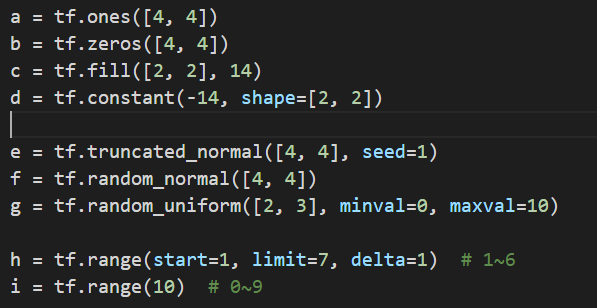 a = tf.ones([4, 4])
b = tf.zeros([4, 4])
c = tf.fill([2, 2], 14)
d = tf.constant(-14, shape=[2, 2])
e = tf.truncated_normal([4, 4], seed=1)
f = tf.random_normal([4, 4])
g = tf.random_uniform([2, 3], minval=0, maxval=10)
h = tf.range(start=1, limit=7, delta=1)  # 1~6
i = tf.range(10)  # 0~9